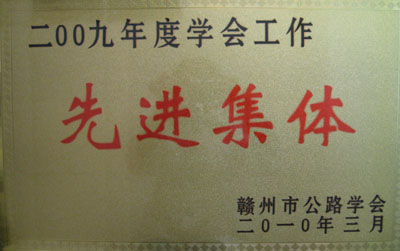 二00九年度学会工作
先进集体
赣州市公路学会
二0一0年三月